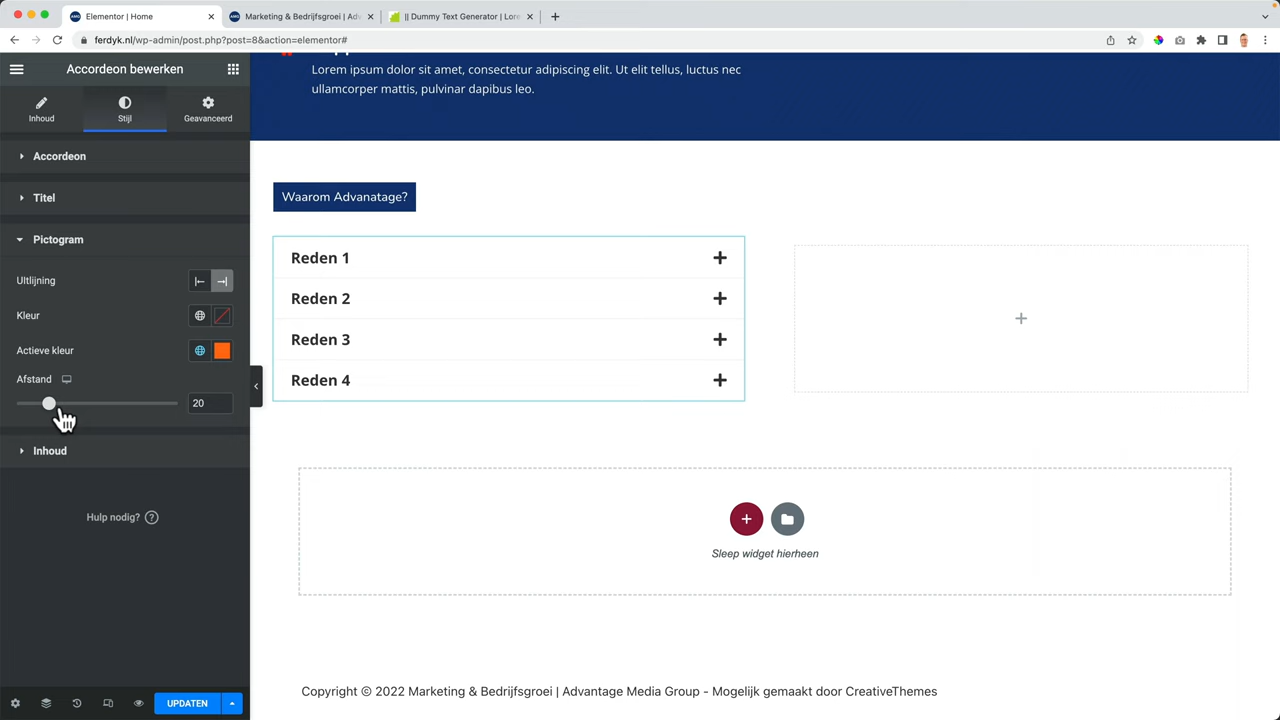 Elementor | Home
Marketing & Bedrijfsgroei | Adv
|| Dummy Text Generator | Lore
ferdyk.nl/wp-admin/post.php?post=8&action=elementor#
Accordeon bewerken
Inhoud
Stijl
Geavanceerd
Accordeon
Titel
Pictogram
Uitlijning
Kleur
Actieve kleur
Afstand
20
Inhoud
Hulp nodig? ?
UPDATEN
Lorem ipsum dolor sit amet, consectetur adipiscing elit. Ut elit tellus, luctus nec
ullamcorper mattis, pulvinar dapibus leo.
Waarom Advanatage?
Reden 1
Reden 2
Reden 3
Reden 4
Sleep widget hierheen
Copyright © 2022 Marketing & Bedrijfsgroei | Advantage Media Group - Mogelijk gemaakt door CreativeThemes